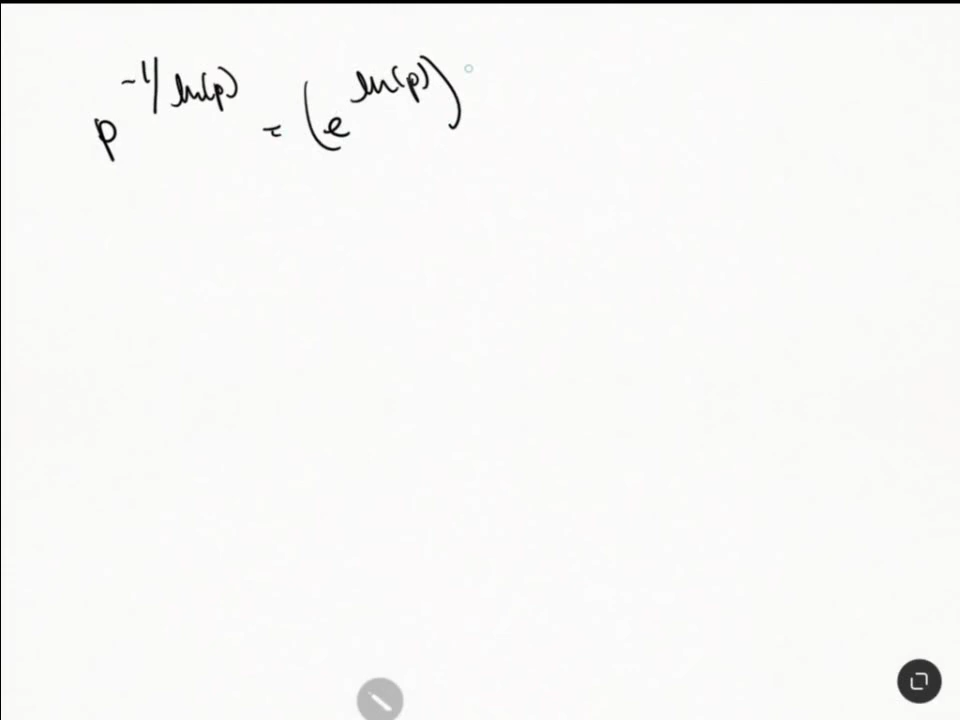 p^{-1/ln(p)} = (e^{ln(p)})